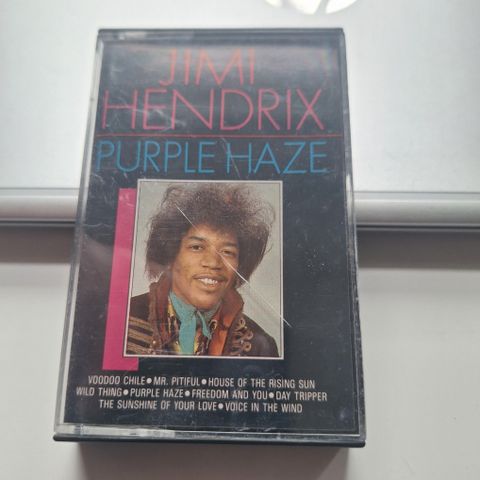 JIMI
HENDRIX
PURPLE HAZE
VOODOO CHILE • MR. PITIFUL • HOUSE OF THE RISING SUN
WILD THING • PURPLE HAZE • FREEDOM AND YOU • DAY TRIPPER
THE SUNSHINE OF YOUR LOVE • VOICE IN THE WIND